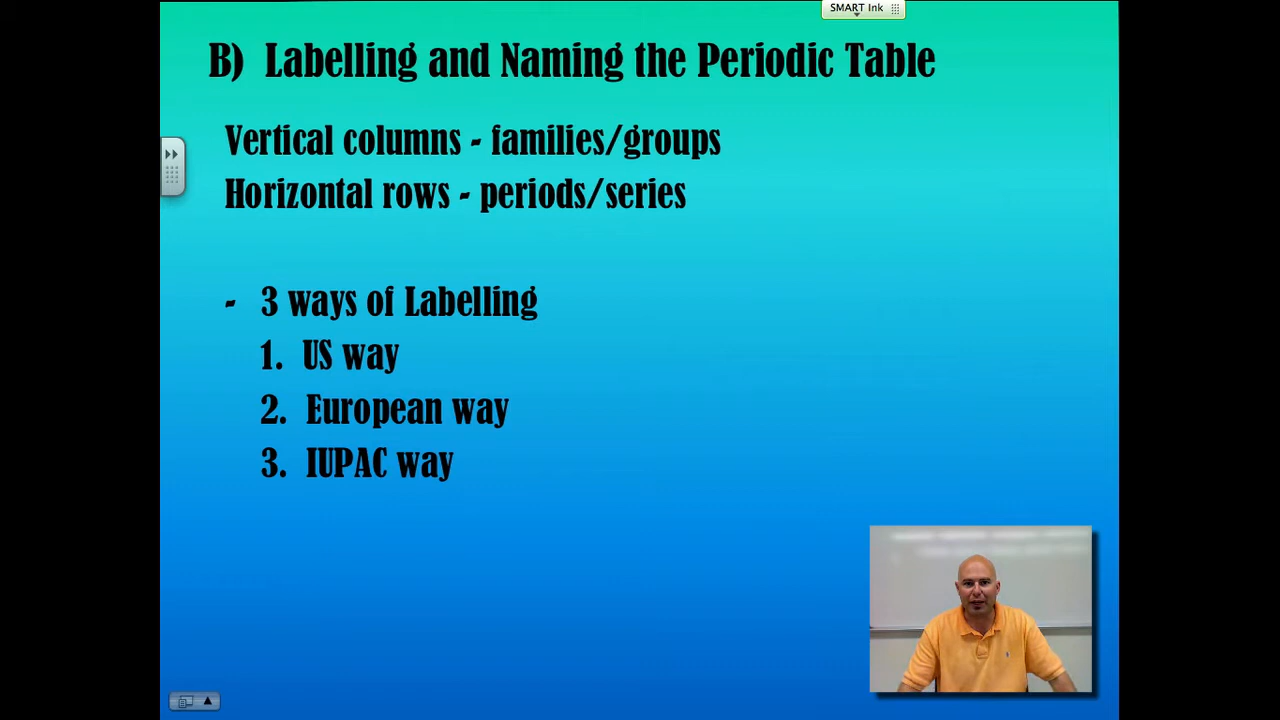 SMART Ink
B) Labelling and Naming the Periodic Table
Vertical columns - families/groups
Horizontal rows - periods/series
- 3 ways of Labelling
1. US way
2. European way
3. IUPAC way